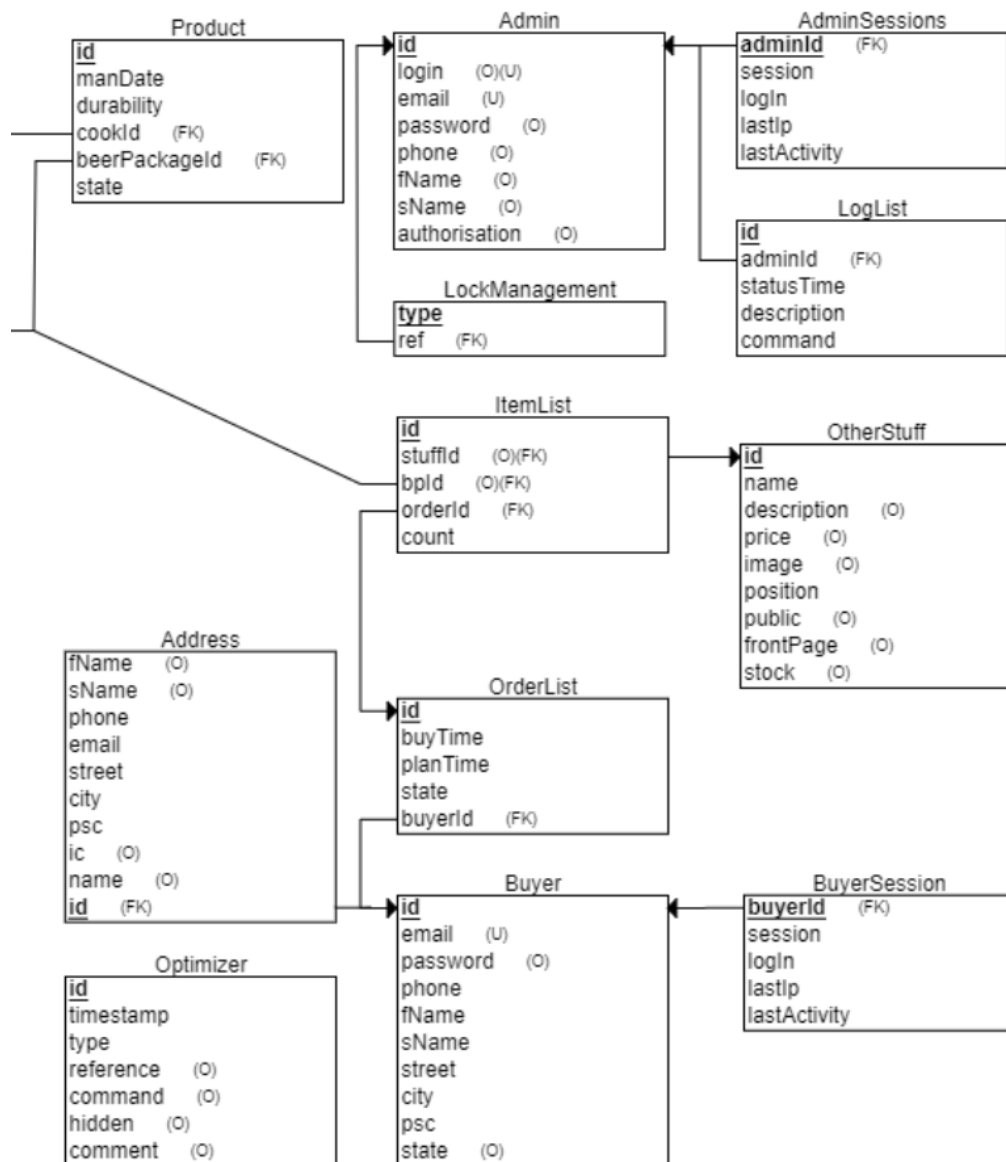 Product
id
manDate
durability
cookId (FK)
beerPackageId (FK)
state
Admin
id
login (O)(U)
email (U)
password (O)
phone (O)
fName (O)
sName (O)
authorisation (O)
AdminSessions
adminId (FK)
session
logIn
lastIp
lastActivity
LogList
id
adminId (FK)
statusTime
description
command
LockManagement
type
ref (FK)
ItemList
id
stuffId (O)(FK)
bpId (O)(FK)
orderId (FK)
count
OtherStuff
id
name
description (O)
price (O)
image (O)
position
public (O)
frontPage (O)
stock (O)
Address
fName (O)
sName (O)
phone
email
street
city
psc
ic (O)
name (O)
id (FK)
OrderList
id
buyTime
planTime
state
buyerId (FK)
Optimizer
id
timestamp
type
reference (O)
command (O)
hidden (O)
comment (O)
Buyer
id
email (U)
password (O)
phone
fName
sName
street
city
psc
state (O)
BuyerSession
buyerId (FK)
session
logIn
lastIp
lastActivity